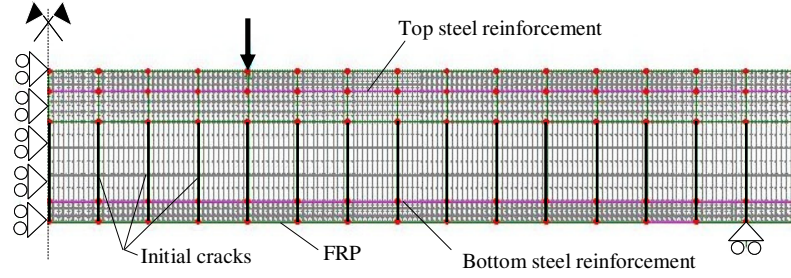 Top steel reinforcement
Initial cracks
FRP
Bottom steel reinforcement